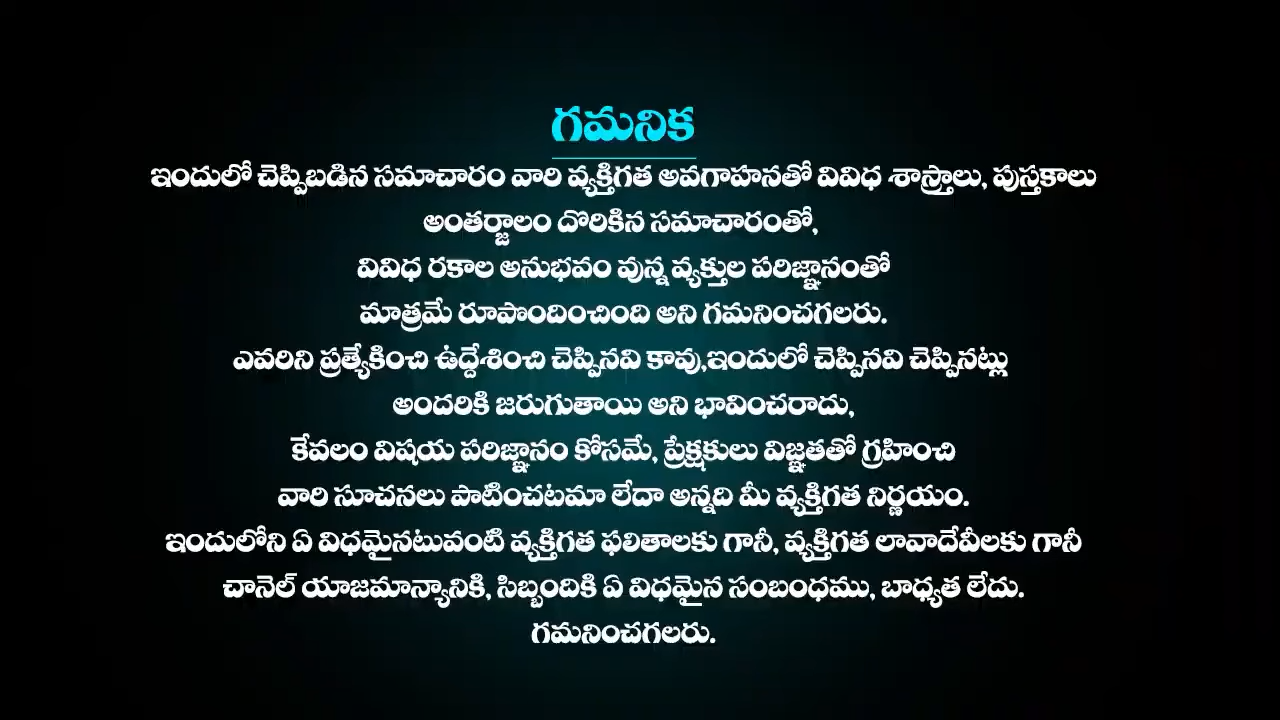 గమనిక
ఇందులో చెప్పిబడిన సమాచారం వారి వ్యక్తిగత అవగాహనతో వివిధ శాస్త్రాలు, పుస్తకాలు
అంతర్జాలం దొరికిన సమాచారంతో,
వివిధ రకాల అనుభవం వున్న వ్యక్తుల పరిజ్ఞానంతో
మాత్రమే రూపొందించింది అని గమనించగలరు.
ఎవరిని ప్రత్యేకించి ఉద్దేశించి చెప్పినవి కావు,ఇందులో చెప్పినవి చెప్పినట్లు
అందరికి జరుగుతాయి అని భావించరాదు,
కేవలం విషయ పరిజ్ఞానం కోసమే, ప్రేక్షకులు విజ్ఞతతో గ్రహించి
వారి సూచనలు పాటించటమా లేదా అన్నది మీ వ్యక్తిగత నిర్ణయం.
ఇందులోని ఏ విధమైనటువంటి వ్యక్తిగత ఫలితాలకు గానీ, వ్యక్తిగత లావాదేవీలకు గానీ
చానెల్ యాజమాన్యానికి, సిబ్బందికి ఏ విధమైన సంబంధము, బాధ్యత లేదు.
గమనించగలరు.